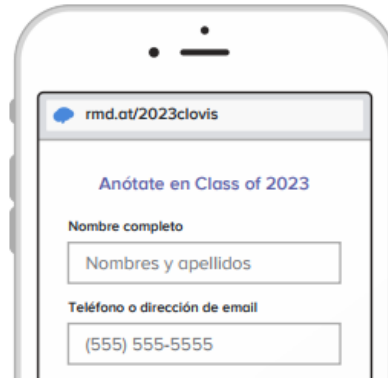 rmd.at/2023clovis
Anótate en Class of 2023
Nombre completo
Nombres y apellidos
Teléfono o dirección de email
(555) 555-5555